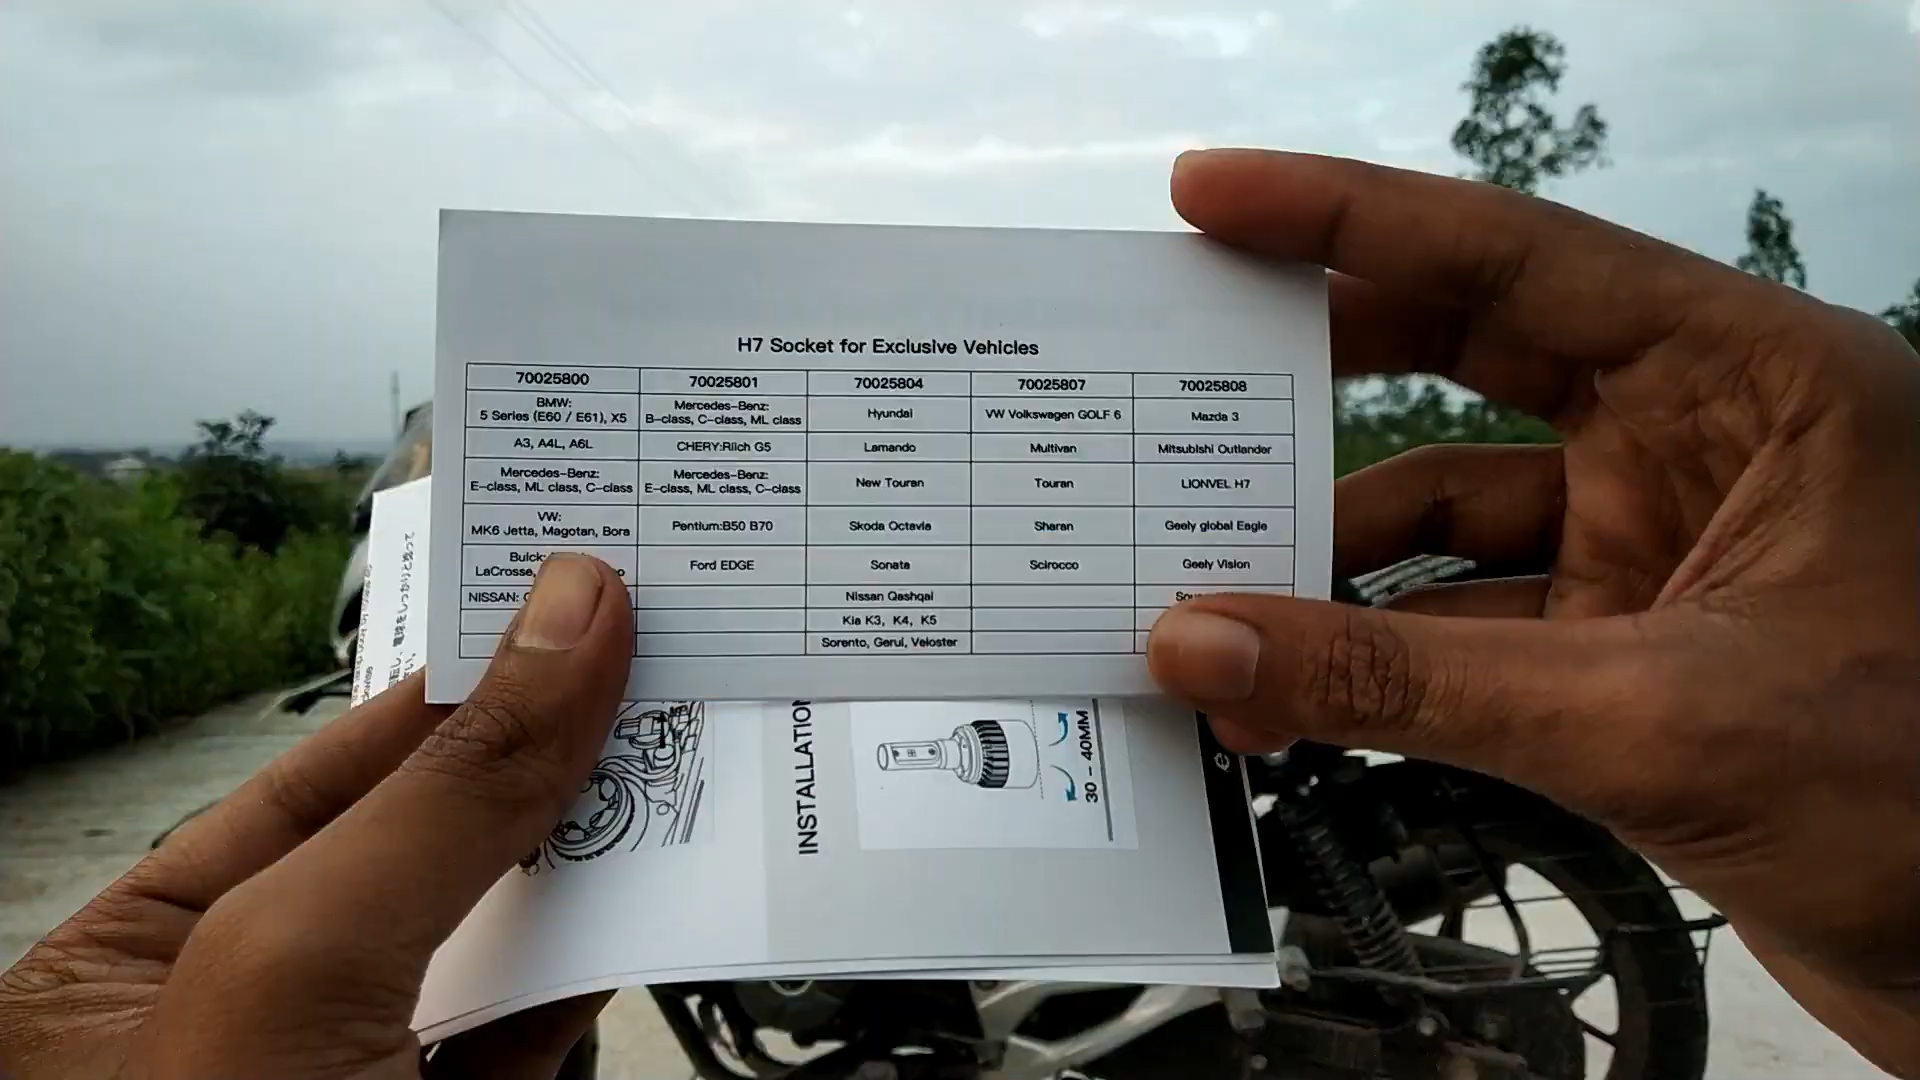 H7 Socket for Exclusive Vehicles
70025800 70025801 70025804 70025807 70025808
BMW:
5 Series (E60 / E61), X5
Mercedes-Benz:
B-class, C-class, ML class
Hyundai
VW Volkswagen GOLF 6
Mazda 3
A3, A4L, A6L
CHERY:Riich G5
Lamando
Multivan
Mitsubishi Outlander
Mercedes-Benz:
E-class, ML class, C-class
Mercedes-Benz:
E-class, ML class, C-class
New Touran
Touran
LIONVEL H7
VW:
MK6 Jetta, Magotan, Bora
Pentium:B50 B70
Skoda Octavia
Sharan
Geely global Eagle
Buick:
LaCrosse,
Ford EDGE
Sonata
Scirocco
Geely Vision
NISSAN:
Nissan Qashqai
Kia K3, K4, K5
Sorento, Gerui, Veloster
INSTALLATION
30 - 40MM